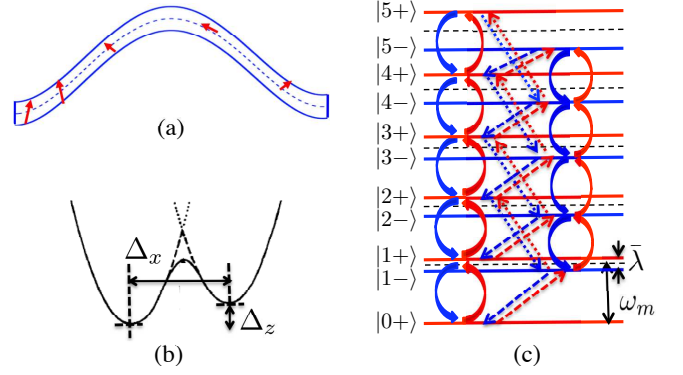 (a)
Δx
Δz
(b)
|5+⟩
|5-⟩
|4+⟩
|4-⟩
|3+⟩
|3-⟩
|2+⟩
|2-⟩
|1+⟩
|1-⟩
|0+⟩
λ̄
ωm
(c)